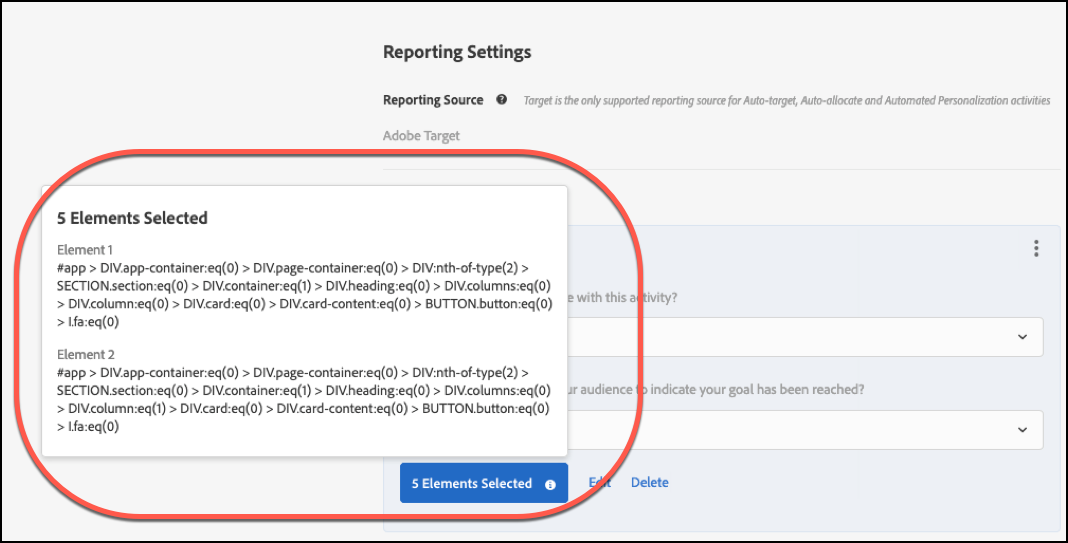 Reporting Settings
Reporting Source
Target is the only supported reporting source for Auto-target, Auto-allocate and Automated Personalization activities
Adobe Target
5 Elements Selected
Element 1
#app > DIV.app-container:eq(0) > DIV.page-container:eq(0) > DIV:nth-of-type(2) >
SECTION.section:eq(0) > DIV.container:eq(1) > DIV.heading:eq(0) > DIV.columns:eq(0)
> DIV.column:eq(0) > DIV.card:eq(0) > DIV.card-content:eq(0) > BUTTON.button:eq(0)
> I.fa:eq(0)
with this activity?
Element 2
#app > DIV.app-container:eq(0) > DIV.page-container:eq(0) > DIV:nth-of-type(2) >
SECTION.section:eq(0) > DIV.container:eq(1) > DIV.heading:eq(0) > DIV.columns:eq(0)
> DIV.column:eq(1) > DIV.card:eq(0) > DIV.card-content:eq(0) > BUTTON.button:eq(0)
> I.fa:eq(0)
audience to indicate your goal has been reached?
5 Elements Selected
Edit Delete